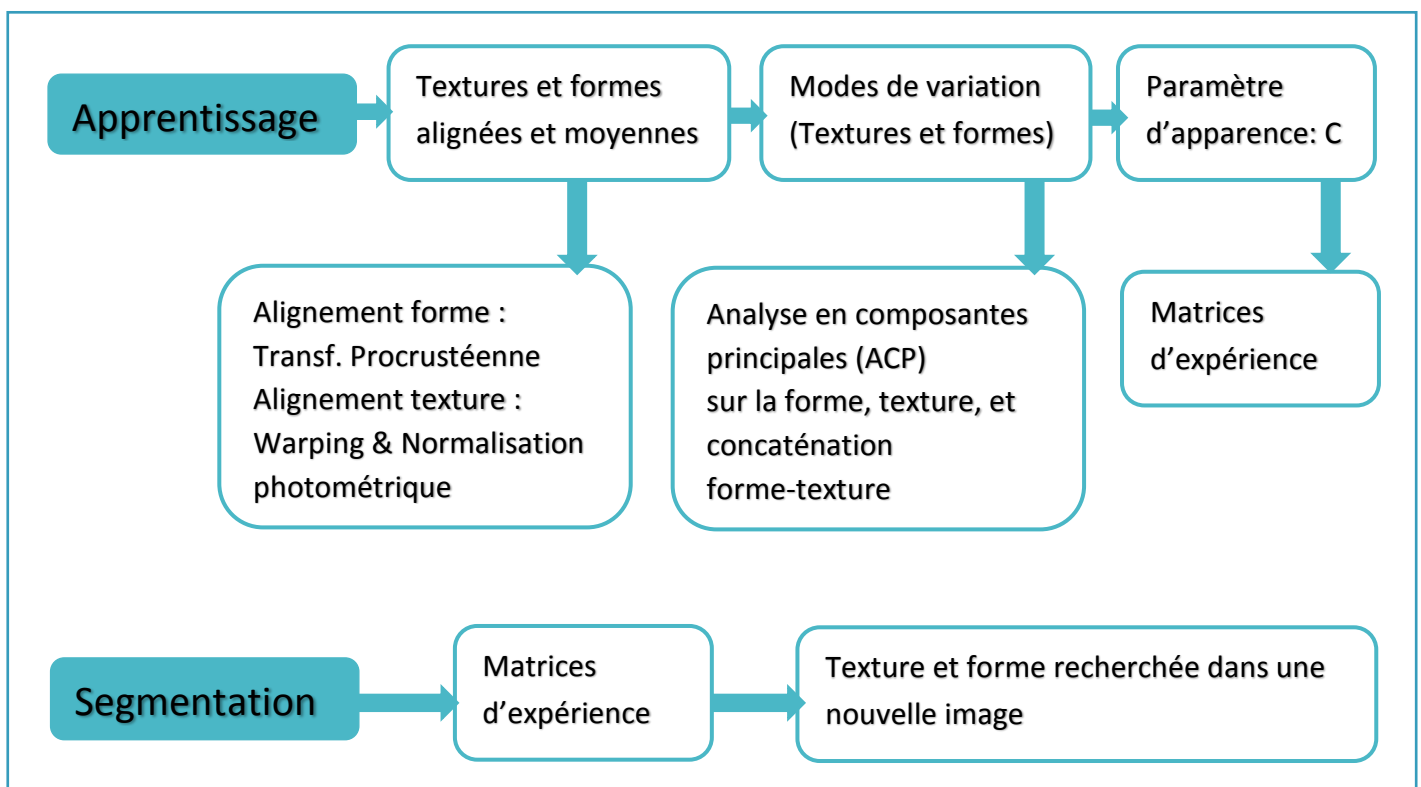 Apprentissage
Textures et formes
alignées et moyennes
Modes de variation
(Textures et formes)
Paramètre
d’apparence: C
Alignement forme :
Transf. Procrustéenne
Alignement texture :
Warping & Normalisation
photométrique
Analyse en composantes
principales (ACP)
sur la forme, texture, et
concaténation
forme-texture
Matrices
d’expérience
Segmentation
Matrices
d’expérience
Texture et forme recherchée dans une
nouvelle image